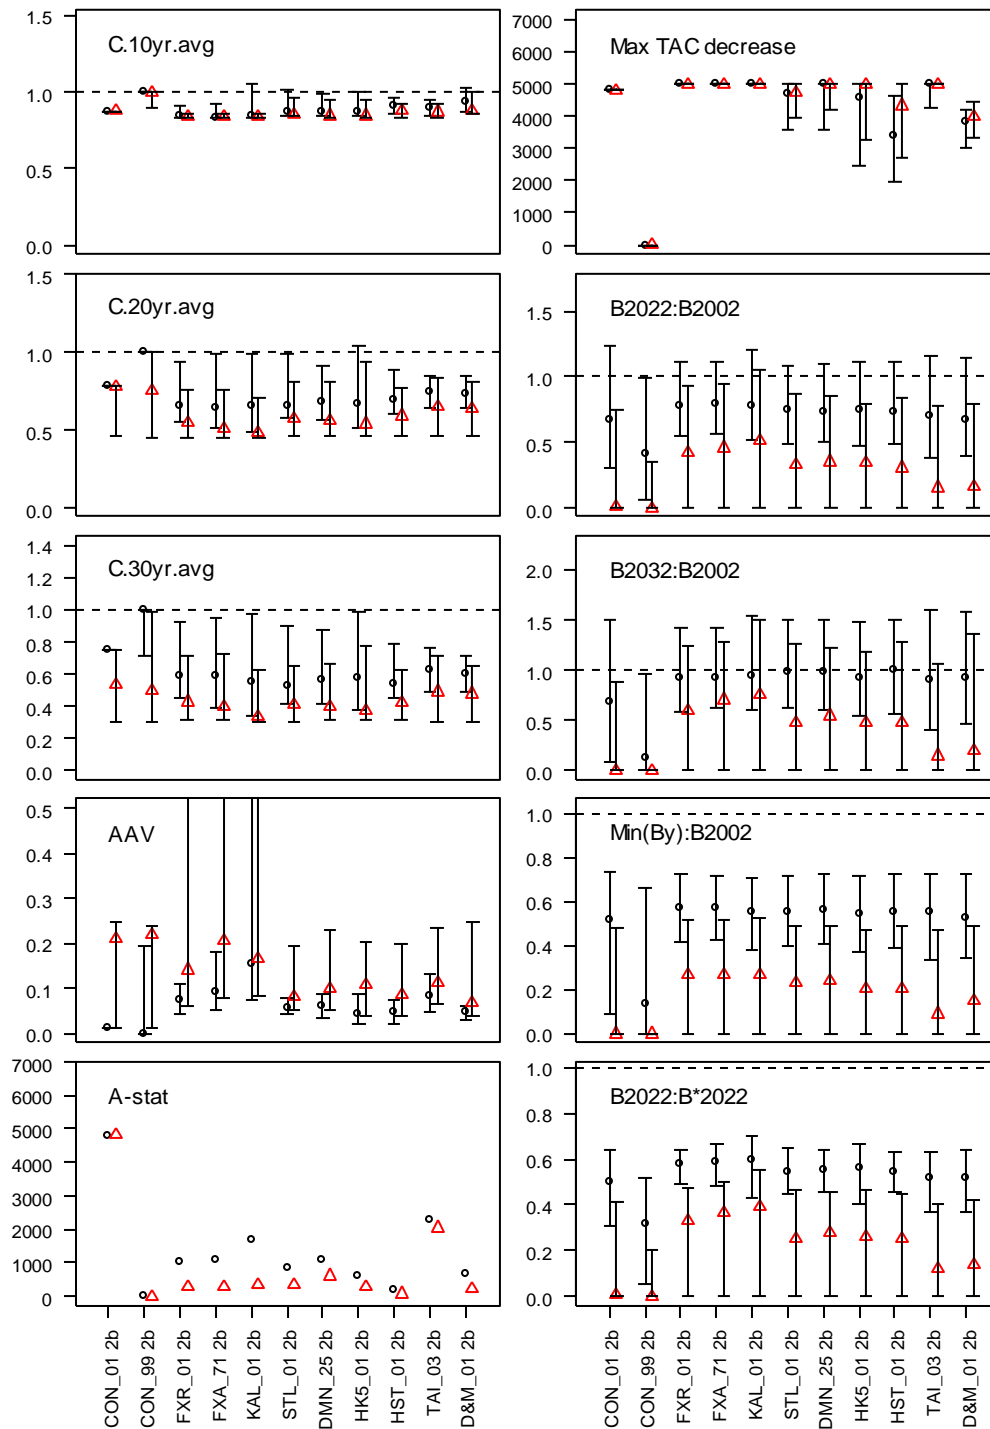 C.10yr.avg
1.5
1.0
0.5
0.0
Max TAC decrease
7000
6000
5000
4000
3000
2000
1000
0
C.20yr.avg
1.5
1.0
0.5
0.0
B2022:B2002
1.5
1.0
0.5
0.0
C.30yr.avg
1.4
1.2
1.0
0.8
0.6
0.4
0.2
0.0
B2032:B2002
2.0
1.5
1.0
0.5
0.0
AAV
0.5
0.4
0.3
0.2
0.1
0.0
Min(By):B2002
1.0
0.8
0.6
0.4
0.2
0.0
A-stat
7000
6000
5000
4000
3000
2000
1000
0
B2022:B*2022
1.0
0.8
0.6
0.4
0.2
0.0
CON_01 2b
CON_99 2b
FXR_01 2b
FXA_71 2b
KAL_01 2b
STL_01 2b
DMN_25 2b
HK5_01 2b
HST_01 2b
TAI_03 2b
D&M_01 2b
CON_01 2b
CON_99 2b
FXR_01 2b
FXA_71 2b
KAL_01 2b
STL_01 2b
DMN_25 2b
HK5_01 2b
HST_01 2b
TAI_03 2b
D&M_01 2b